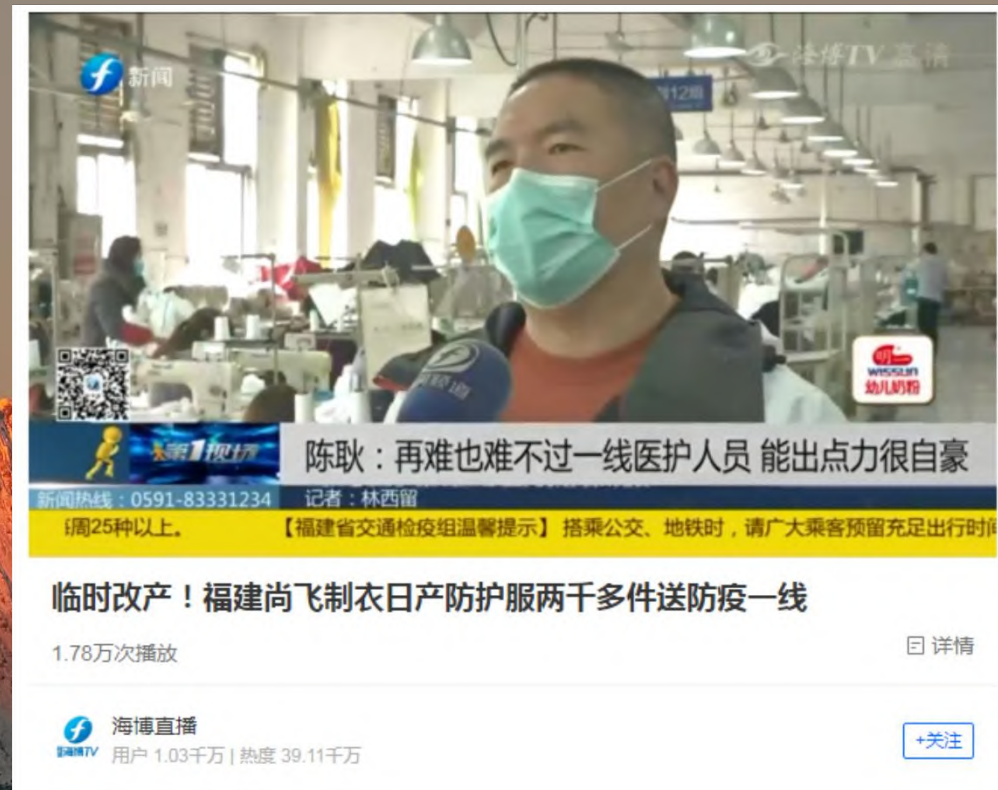 新闻
海博TV 高清
WISSUN
幼儿奶粉
第1现场
陈耿：再难也难不过一线医护人员 能出点力很自豪
新闻热线：0591-83331234
记者：林西留
周25种以上。 【福建省交通检疫组温馨提示】 搭乘公交、地铁时，请广大乘客预留充足出行时间
临时改产！福建尚飞制衣日产防护服两千多件送防疫一线
1.78万次播放
详情
海博直播
用户 1.03千万 | 热度 39.11千万
海博TV
+关注